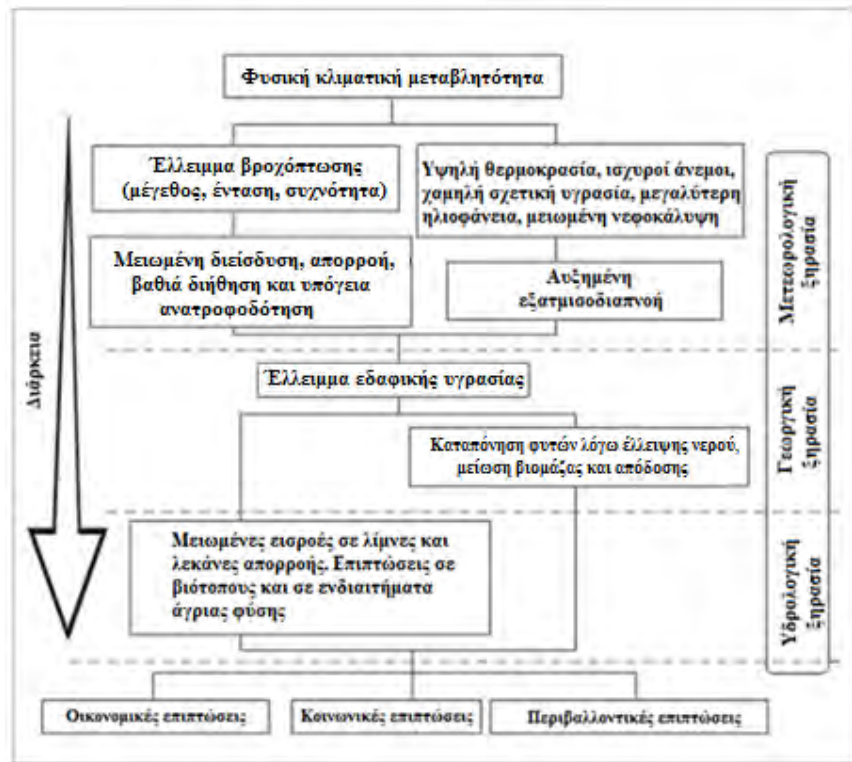 Φυσική κλιματική μεταβλητότητα
Έλλειμμα βροχόπτωσης
(μέγεθος, ένταση, συχνότητα)
Υψηλή θερμοκρασία, ισχυροί άνεμοι,
χαμηλή σχετική υγρασία, μεγαλύτερη
ηλιοφάνεια, μειωμένη νεφοκάλυψη
Μειωμένη διείσδυση, απορροή,
βαθιά διήθηση και υπόγεια
ανατροφοδότηση
Αυξημένη
εξατμισοδιαπνοή
Μετεωρολογική
ξηρασία
Διάρκεια
Έλλειμμα εδαφικής υγρασίας
Καταπόνηση φυτών λόγω έλλειψης νερού,
μείωση βιομάζας και απόδοσης
Γεωργική
ξηρασία
Μειωμένες εισροές σε λίμνες και
λεκάνες απορροής. Επιπτώσεις σε
βιότοπους και σε ενδιαιτήματα
άγριας φύσης
Υδρολογική
ξηρασία
Οικονομικές επιπτώσεις
Κοινωνικές επιπτώσεις
Περιβαλλοντικές επιπτώσεις